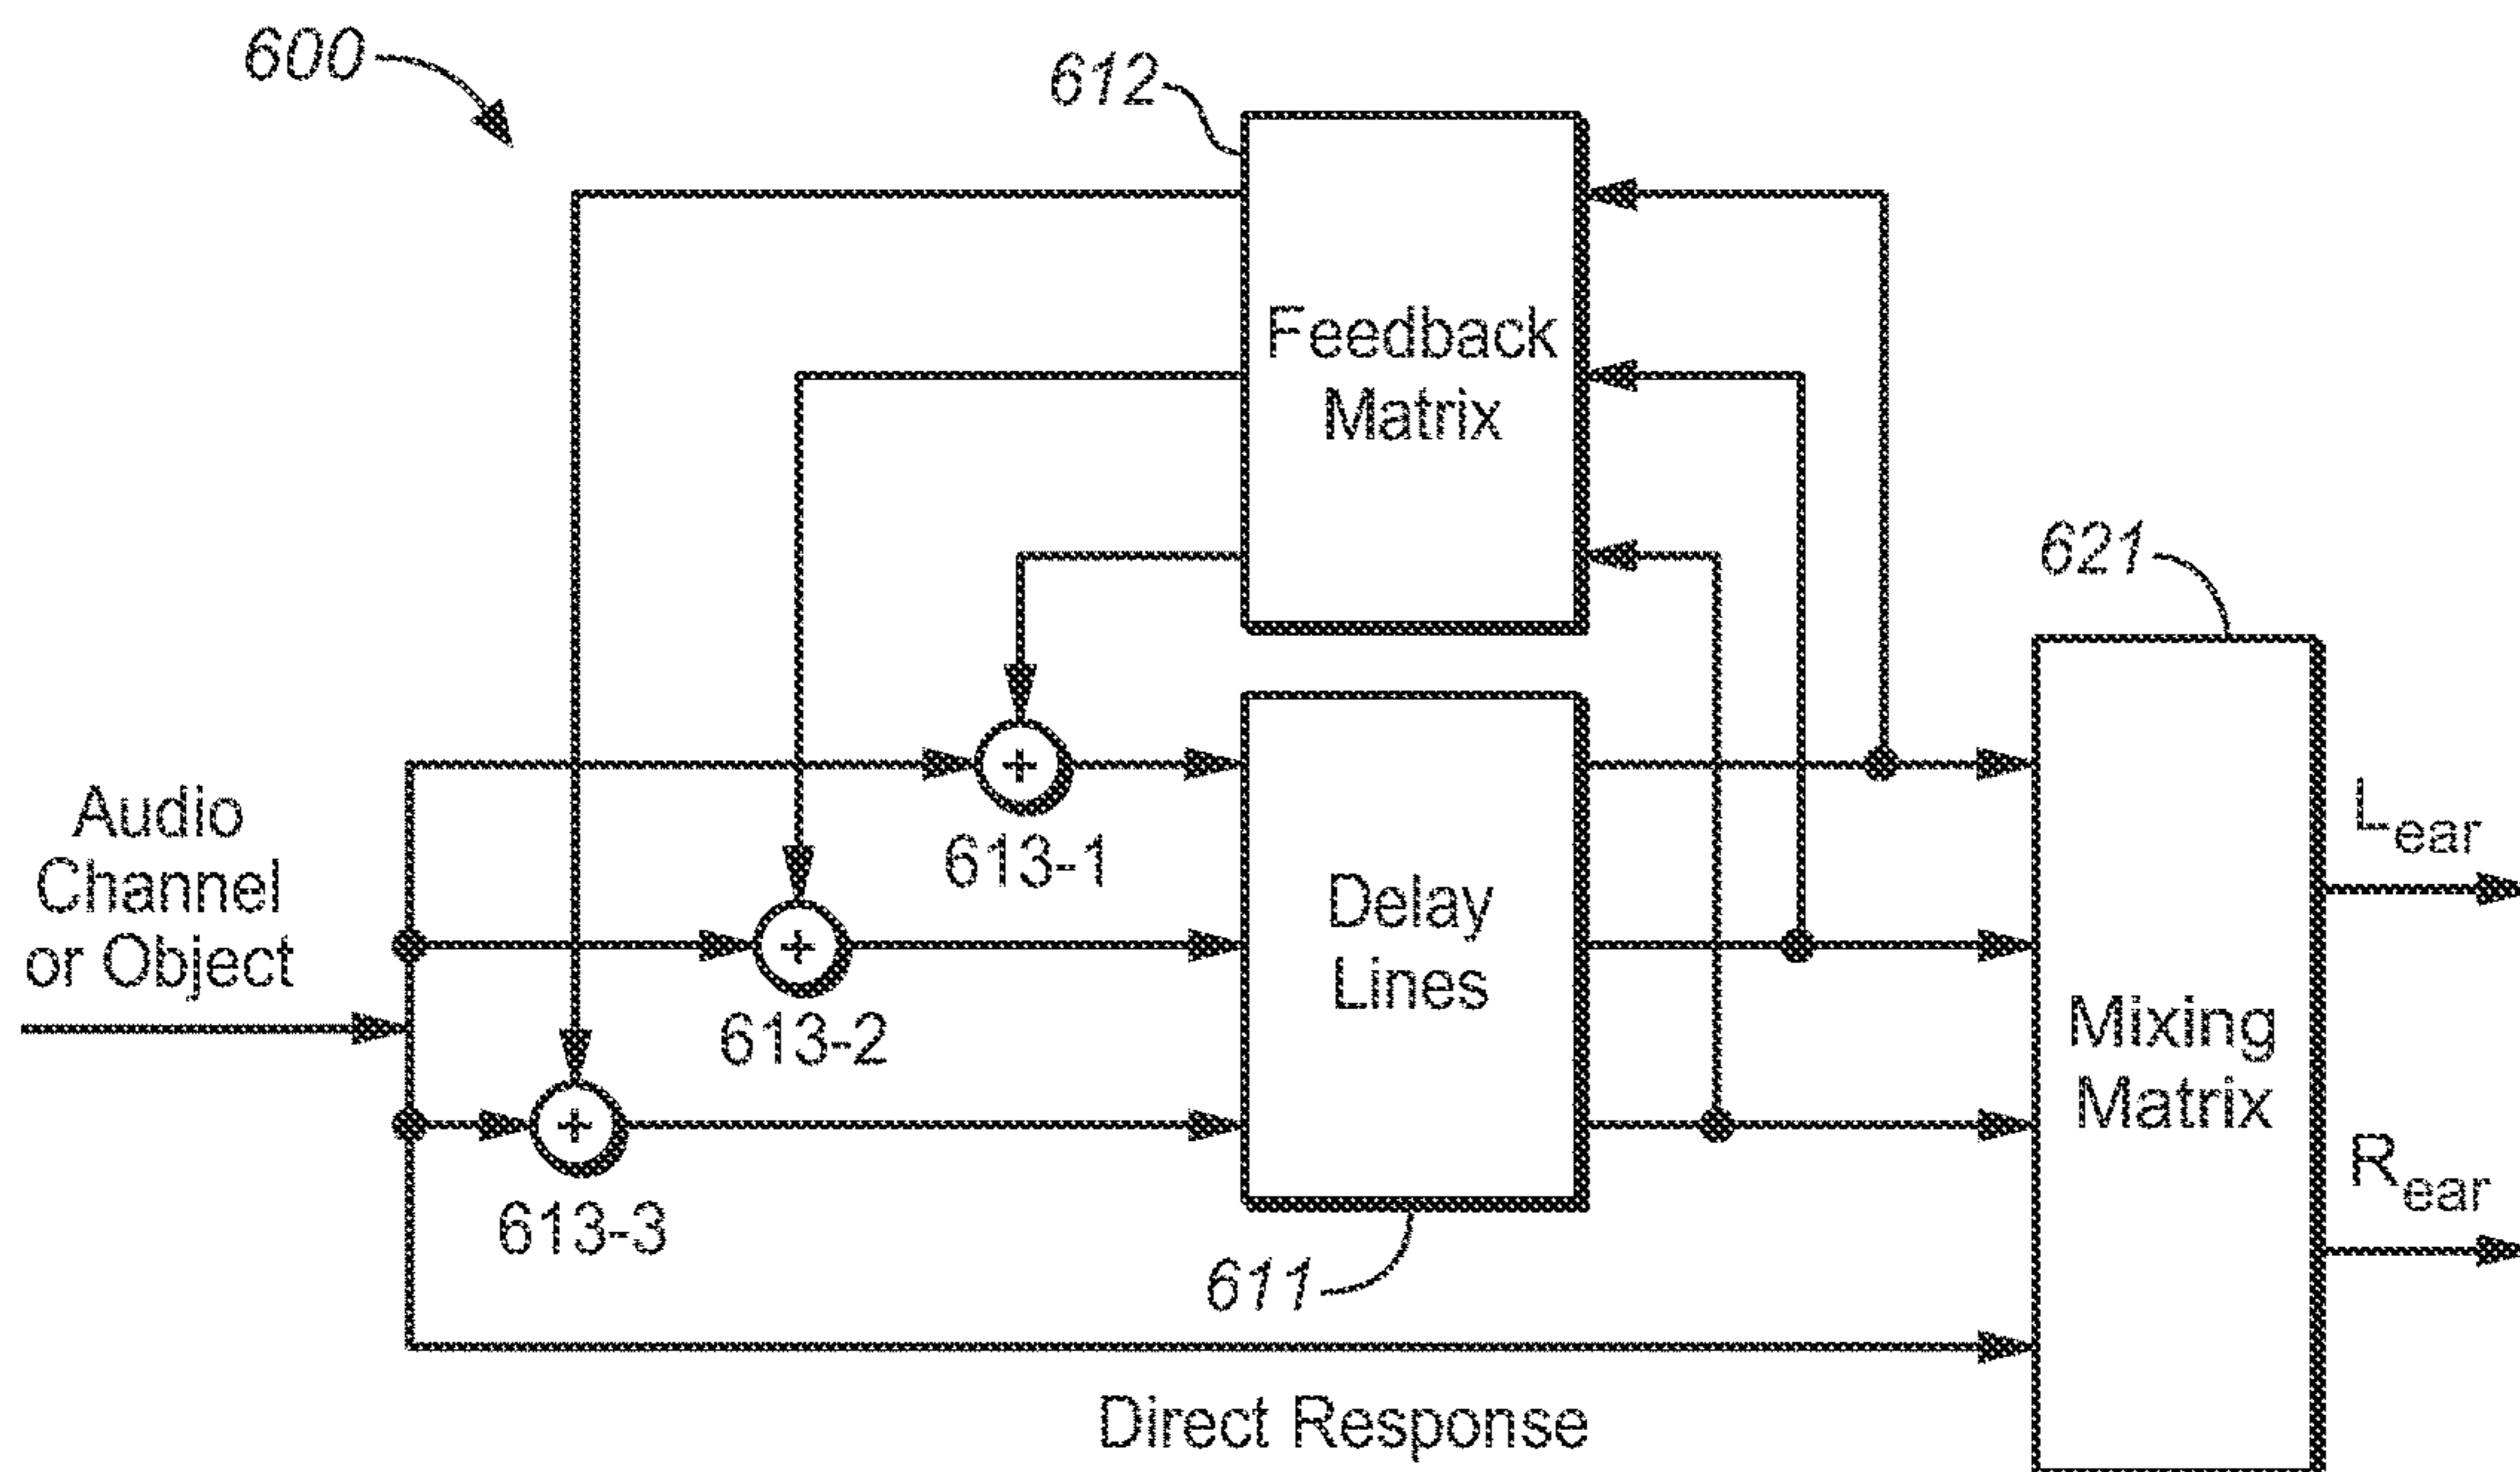 600
612
Feedback
Matrix
621
Audio
Channel
or Object
613-1
613-2
613-3
Delay
Lines
611
Mixing
Matrix
Lear
Rear
Direct Response